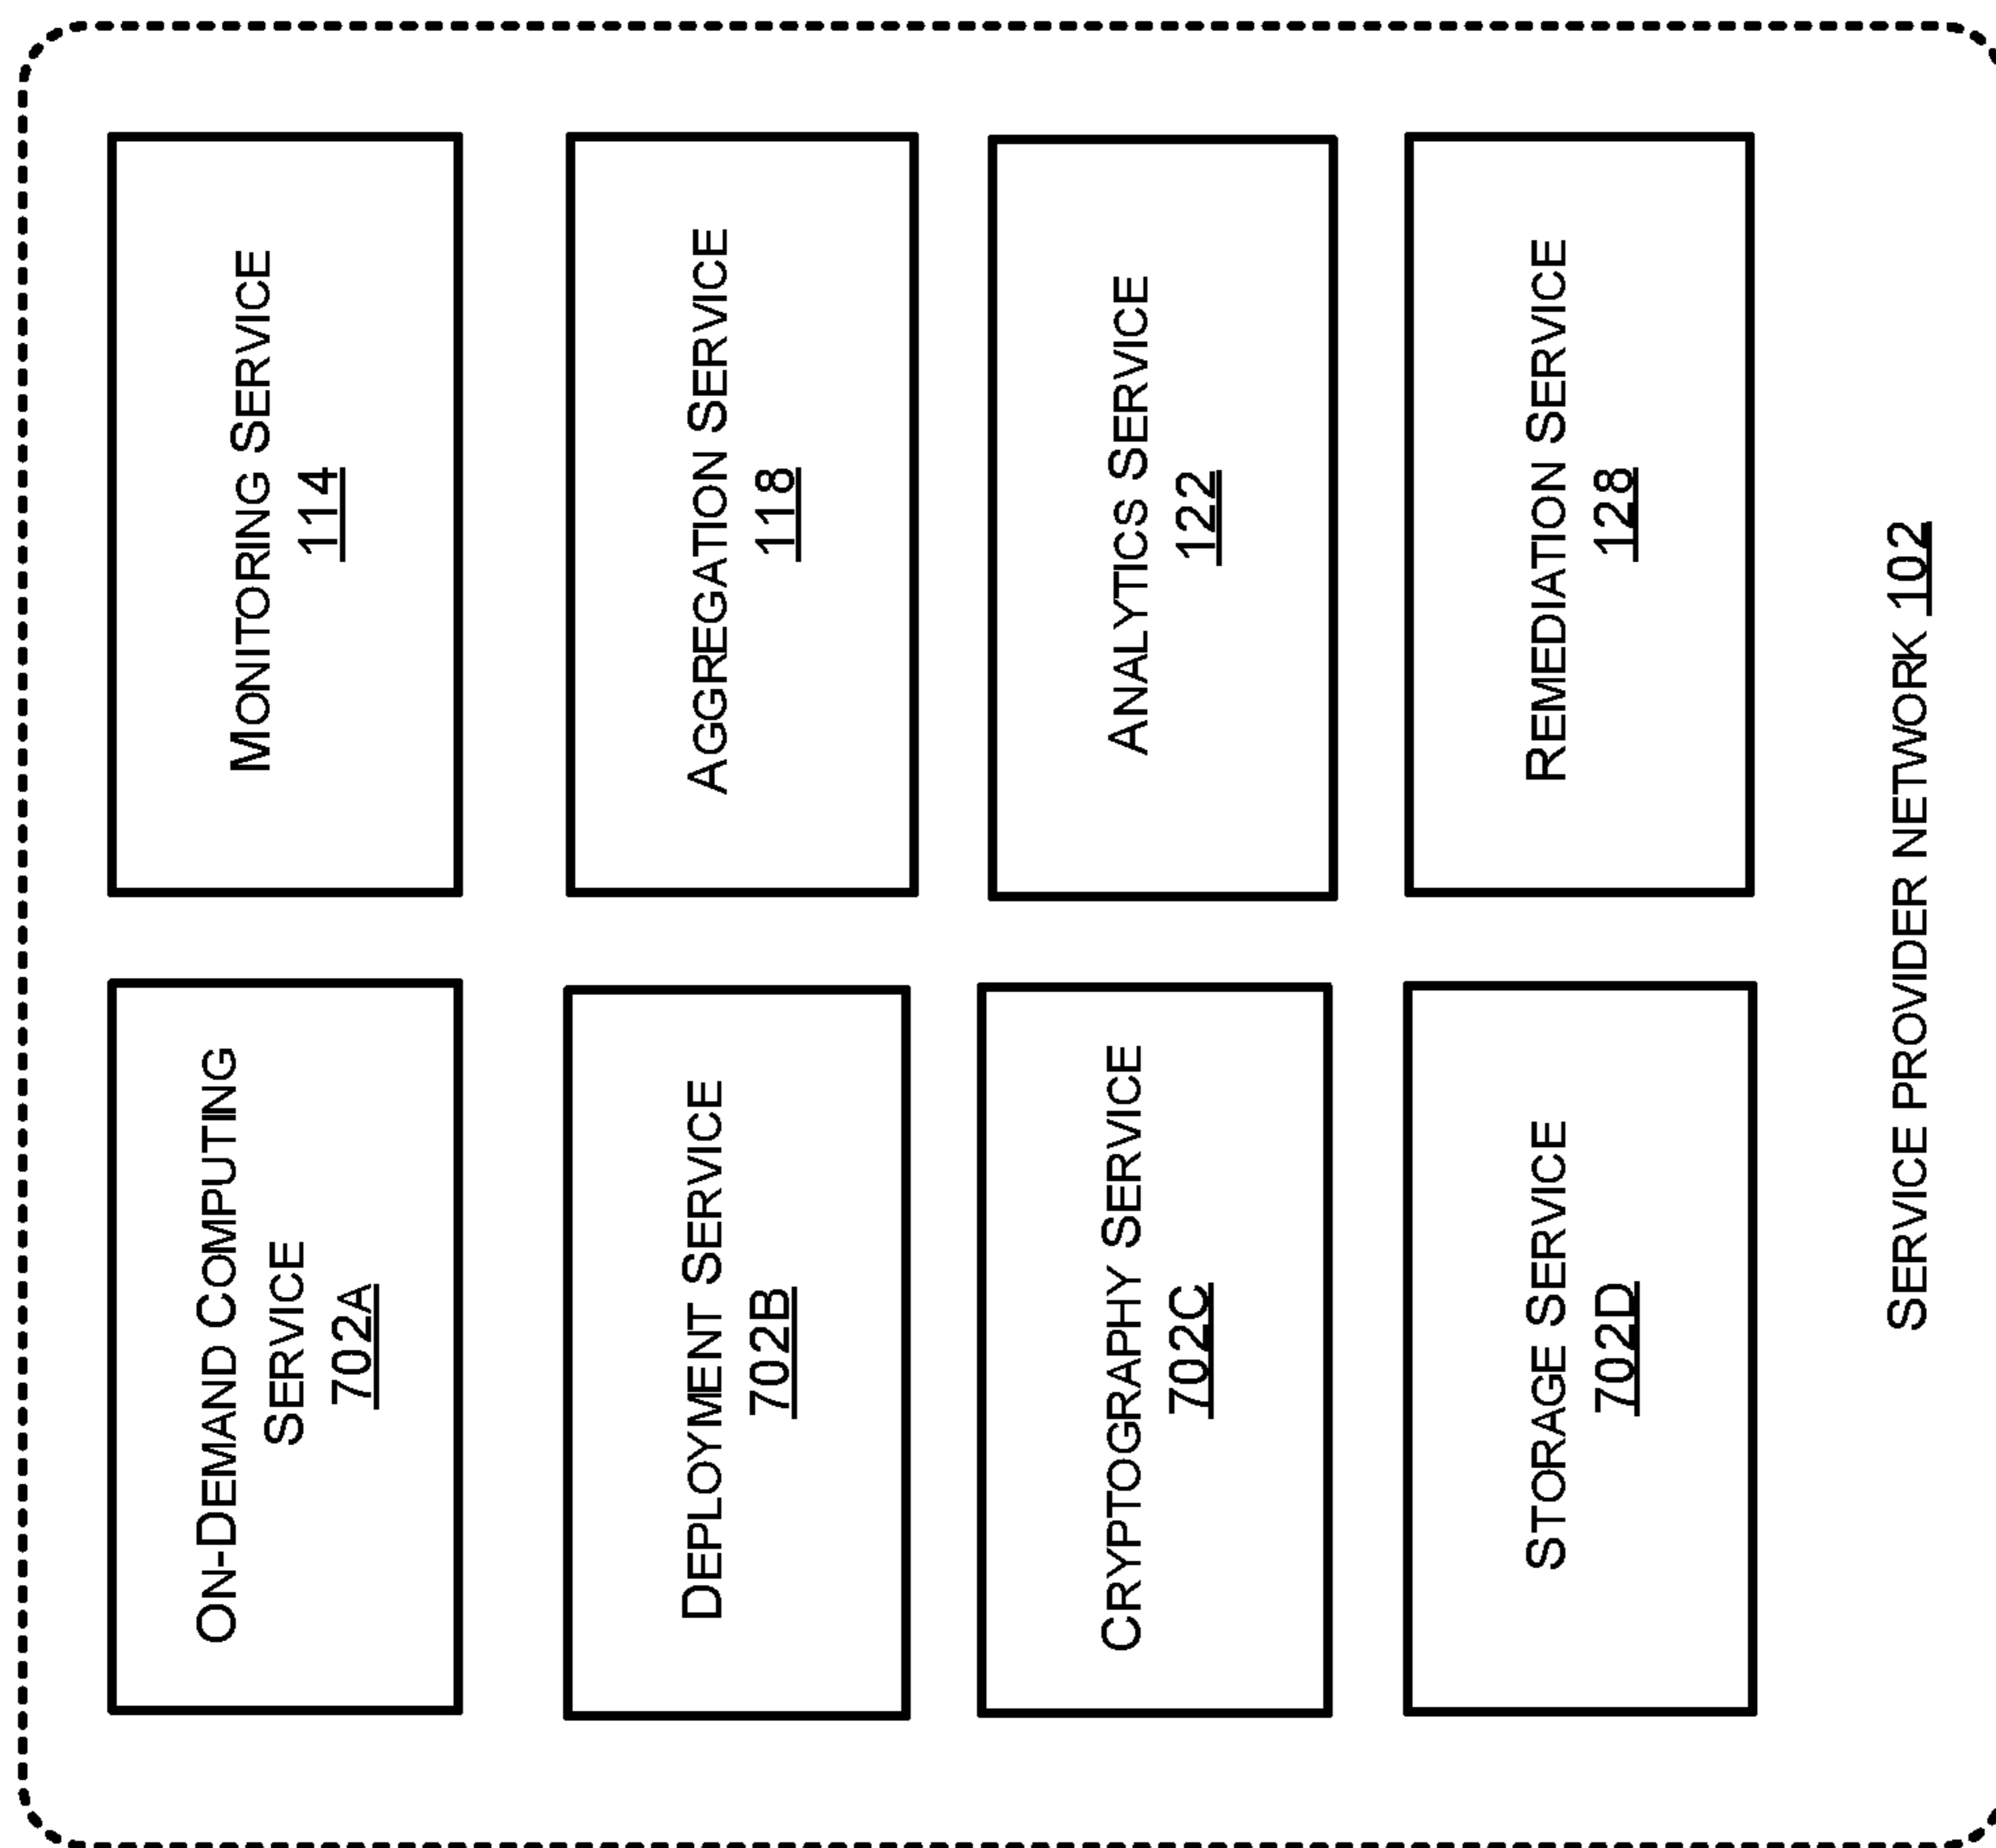 ON-DEMAND COMPUTING
SERVICE
702A
MONITORING SERVICE
114
DEPLOYMENT SERVICE
702B
AGGREGATION SERVICE
118
CRYPTOGRAPHY SERVICE
702C
ANALYTICS SERVICE
122
STORAGE SERVICE
702D
REMEDIATION SERVICE
128
SERVICE PROVIDER NETWORK 102